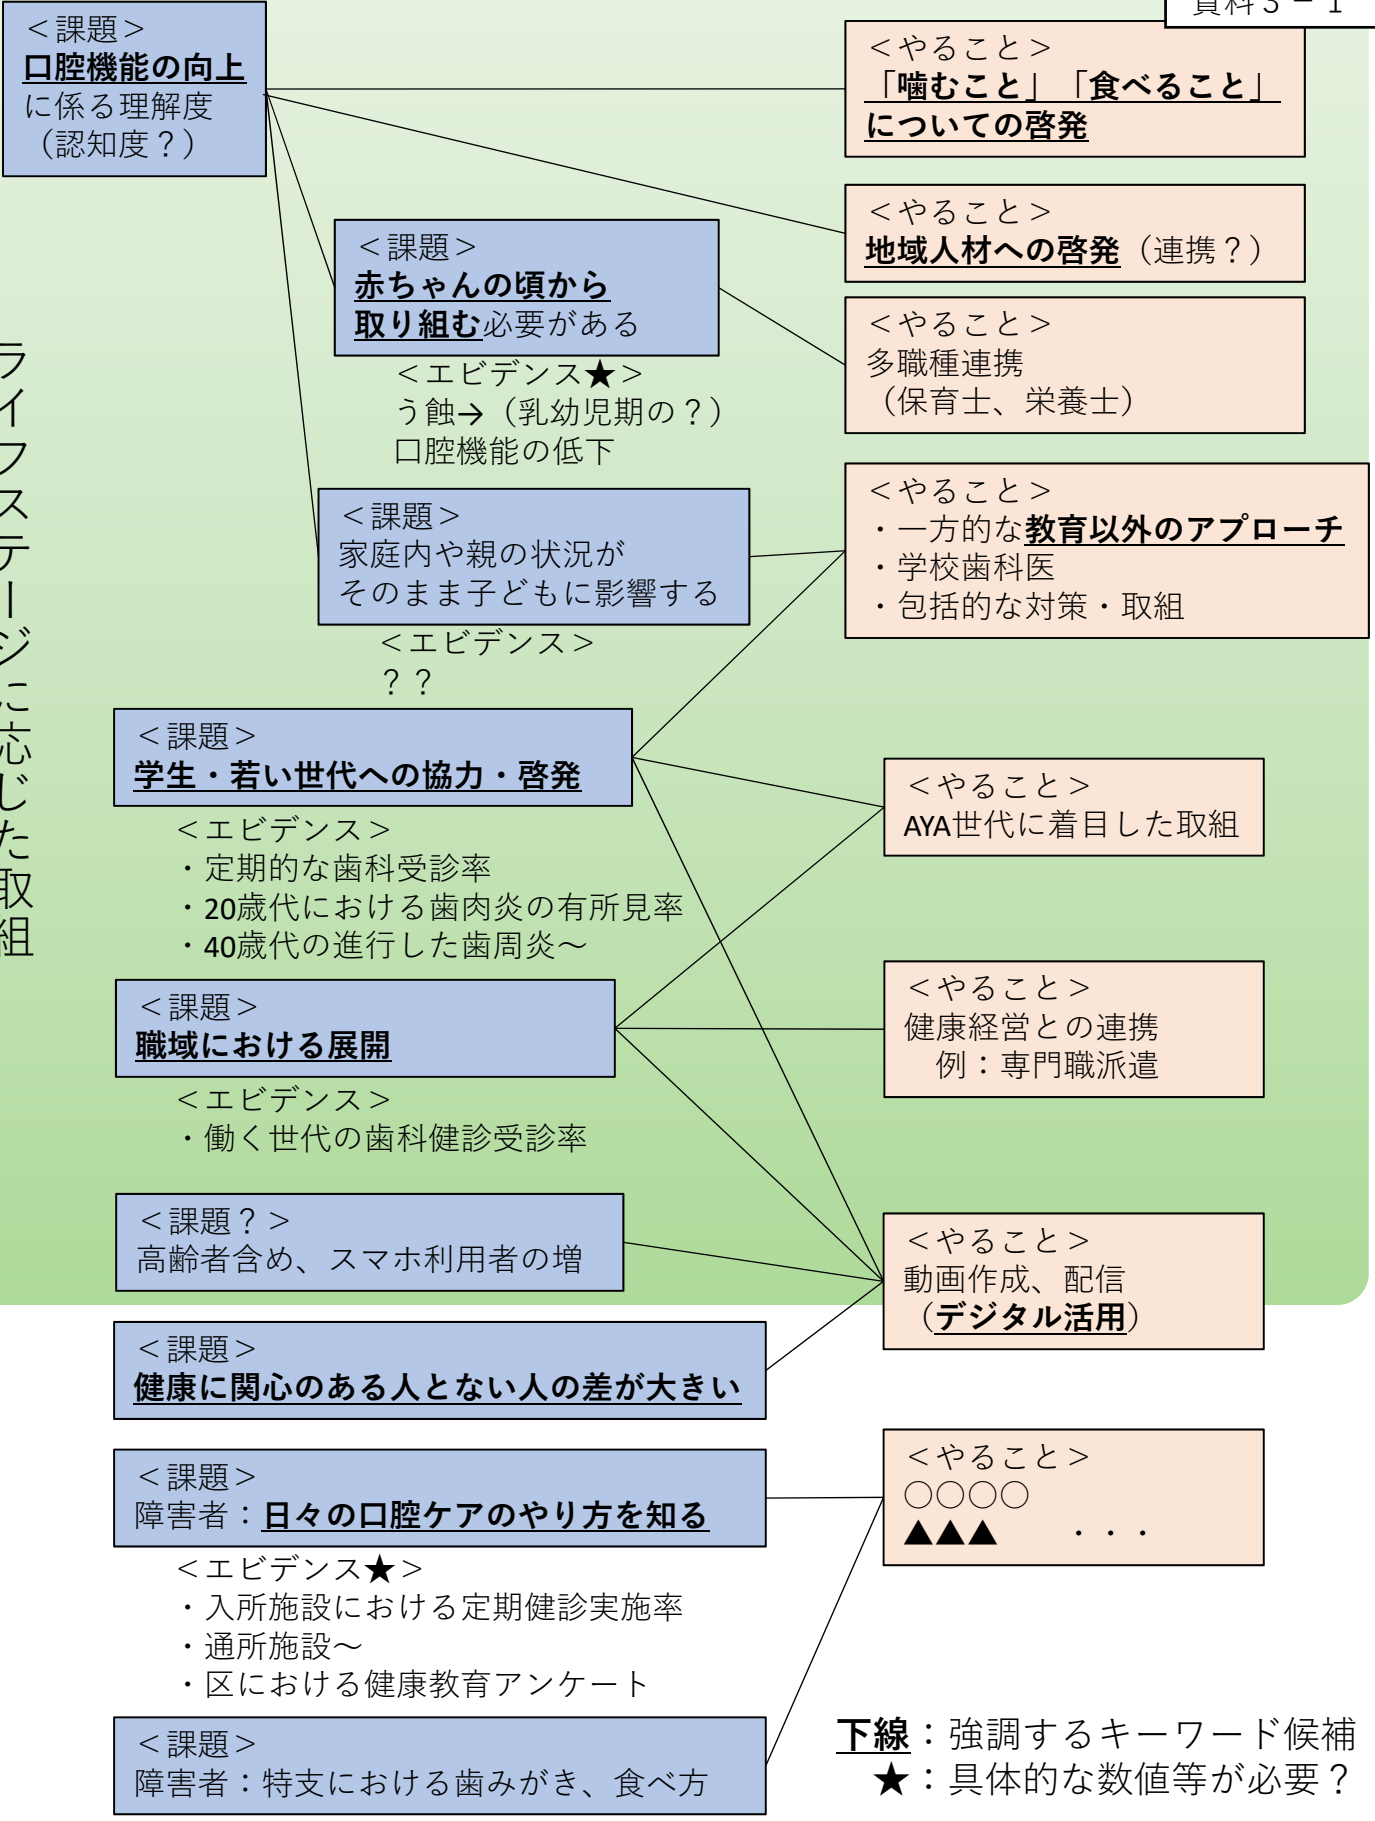 資料３－１
＜課題＞
口腔機能の向上
に係る理解度
（認知度？）
＜やること＞
「噛むこと」「食べること」
についての啓発
＜やること＞
地域人材への啓発（連携？）
＜課題＞
赤ちゃんの頃から
取り組む必要がある
＜エビデンス★＞
う蝕→（乳幼児期の？）
口腔機能の低下
＜やること＞
多職種連携
（保育士、栄養士）
＜課題＞
家庭内や親の状況が
そのまま子どもに影響する
＜エビデンス＞
？？
＜やること＞
・一方的な教育以外のアプローチ
・学校歯科医
・包括的な対策・取組
ライフステージに応じた取組
＜課題＞
学生・若い世代への協力・啓発
＜エビデンス＞
・定期的な歯科受診率
・20歳代における歯肉炎の有所見率
・40歳代の進行した歯周炎～
＜やること＞
AYA世代に着目した取組
＜課題＞
職域における展開
＜エビデンス＞
・働く世代の歯科健診受診率
＜やること＞
健康経営との連携
例：専門職派遣
＜課題？＞
高齢者含め、スマホ利用者の増
＜やること＞
動画作成、配信
（デジタル活用）
＜課題＞
健康に関心のある人とない人の差が大きい
＜課題＞
障害者：日々の口腔ケアのやり方を知る
＜エビデンス★＞
・入所施設における定期健診実施率
・通所施設～
・区における健康教育アンケート
＜やること＞
○○○○
▲▲▲　　・・・
＜課題＞
障害者：特支における歯みがき、食べ方
下線：強調するキーワード候補
★：具体的な数値等が必要？